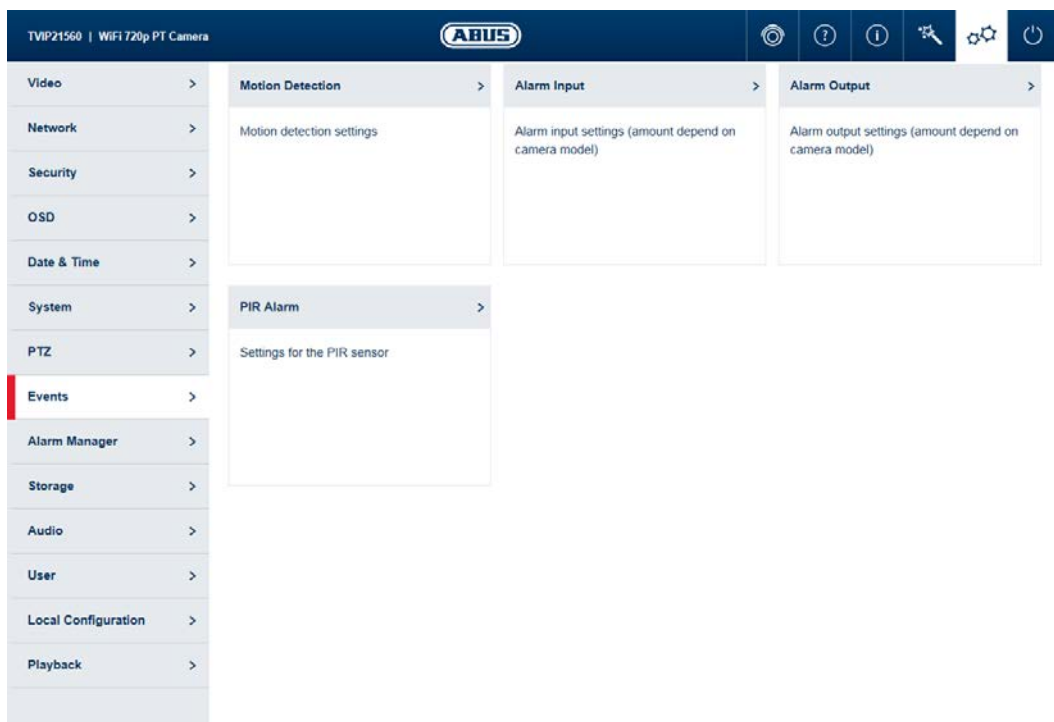 TVIP21560 | WiFi 720p PT Camera
ABUS
Video
Network
Security
OSD
Date & Time
System
PTZ
Events
Alarm Manager
Storage
Audio
User
Local Configuration
Playback
Motion Detection
Motion detection settings
Alarm Input
Alarm input settings (amount depend on
camera model)
Alarm Output
Alarm output settings (amount depend on
camera model)
PIR Alarm
Settings for the PIR sensor